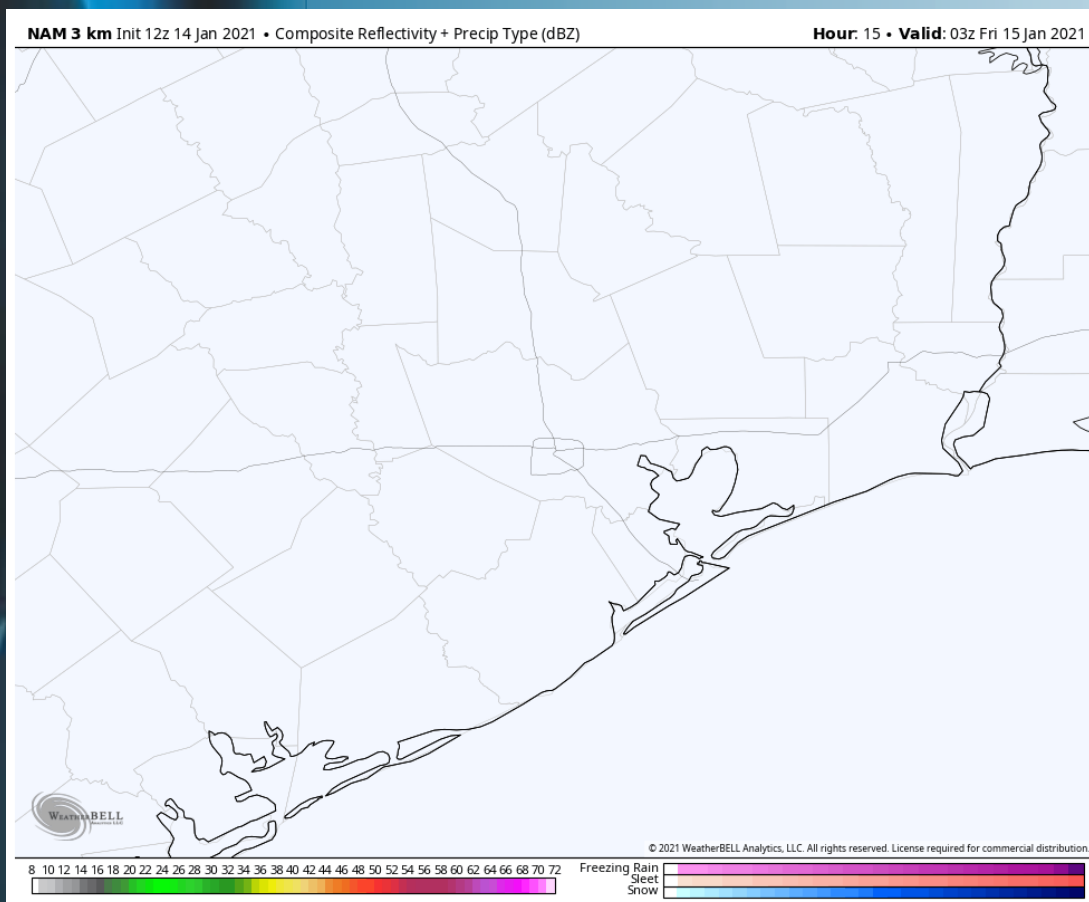 NAM 3 km Init 12z 14 Jan 2021 • Composite Reflectivity + Precip Type (dBZ) Hour: 15 • Valid: 03z Fri 15 Jan 2021
WEATHERBELL
ANALYTICS LLC
© 2021 WeatherBELL Analytics, LLC. All rights reserved. License required for commercial distribution.
8 10 12 14 16 18 20 22 24 26 28 30 32 34 36 38 40 42 44 46 48 50 52 54 56 58 60 62 64 66 68 70 72
Freezing Rain
Sleet
Snow